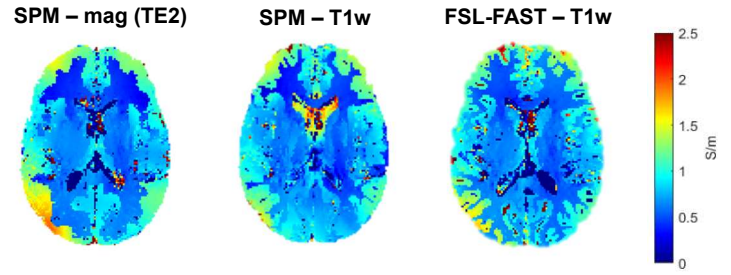 SPM – mag (TE2)
SPM – T1w
FSL-FAST – T1w
2.5
2
1.5
1
0.5
0
S/m